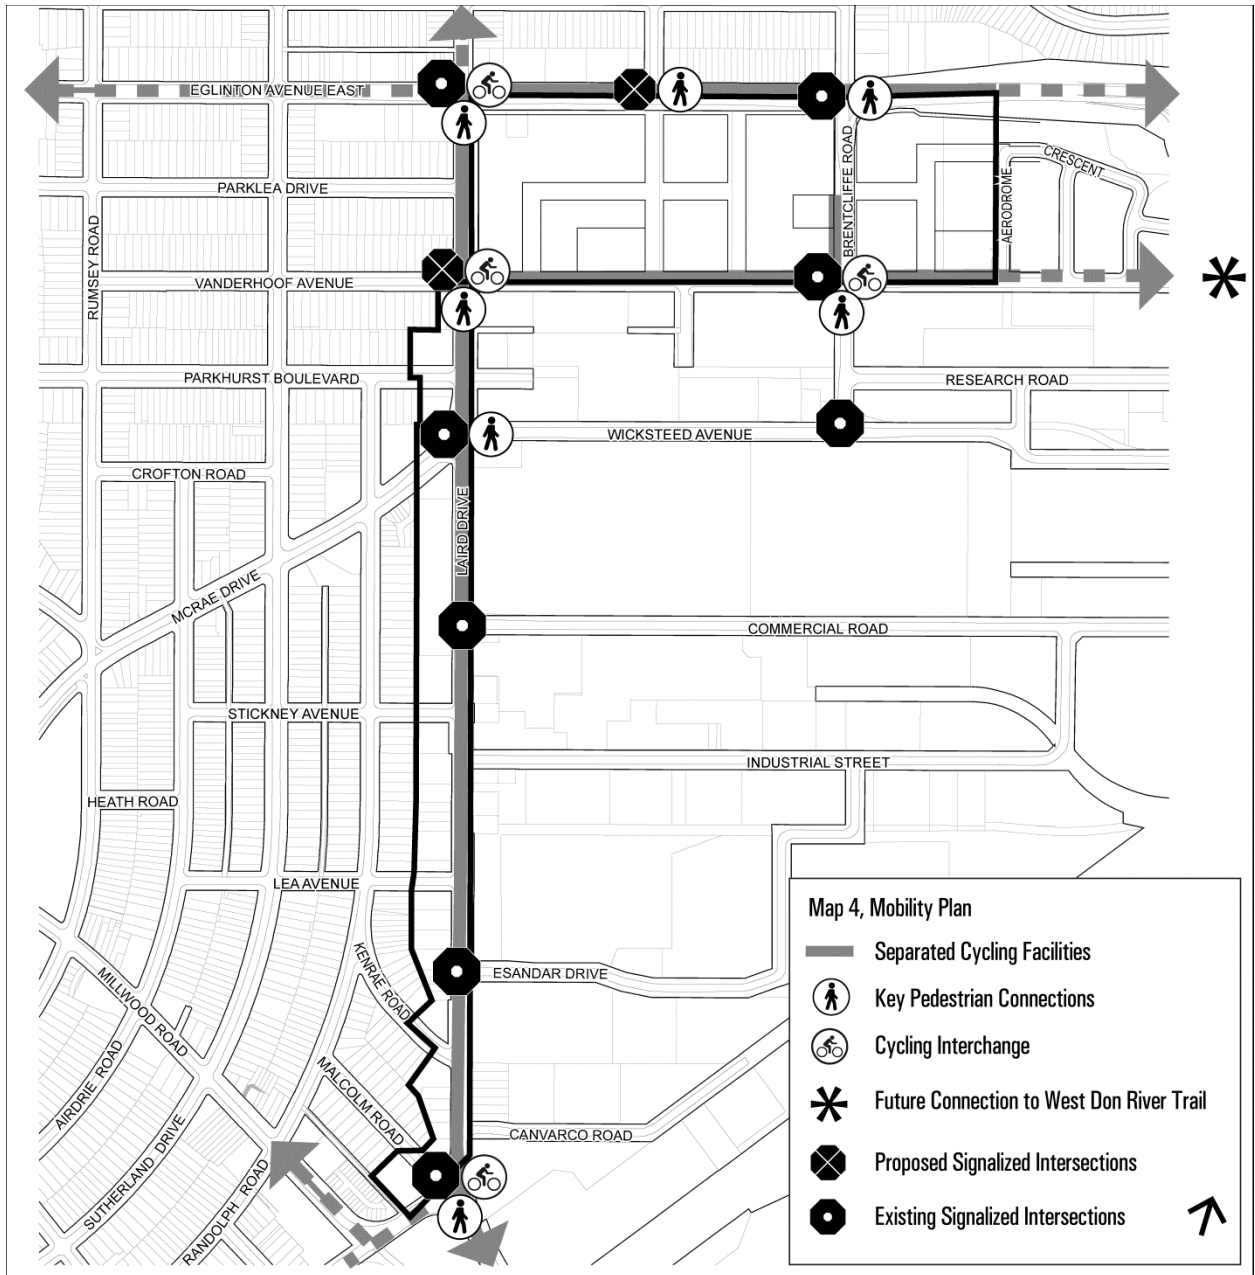 EGLINTON AVENUE EAST
PARKLEA DRIVE
RUMSEY ROAD
VANDERHOOF AVENUE
BRENTCLIFFE ROAD
AERODROME
CRESCENT
PARKHURST BOULEVARD
RESEARCH ROAD
WICKSTEED AVENUE
CROFTON ROAD
LAIRD DRIVE
MCRAE DRIVE
COMMERCIAL ROAD
STICKNEY AVENUE
INDUSTRIAL STREET
HEATH ROAD
LEA AVENUE
KENRAE ROAD
ESANDAR DRIVE
MILLWOOD ROAD
AIRDRIE ROAD
MALCOLM ROAD
SUTHERLAND DRIVE
RANDOLPH ROAD
CANVARCO ROAD
Map 4, Mobility Plan
Separated Cycling Facilities
Key Pedestrian Connections
Cycling Interchange
Future Connection to West Don River Trail
Proposed Signalized Intersections
Existing Signalized Intersections